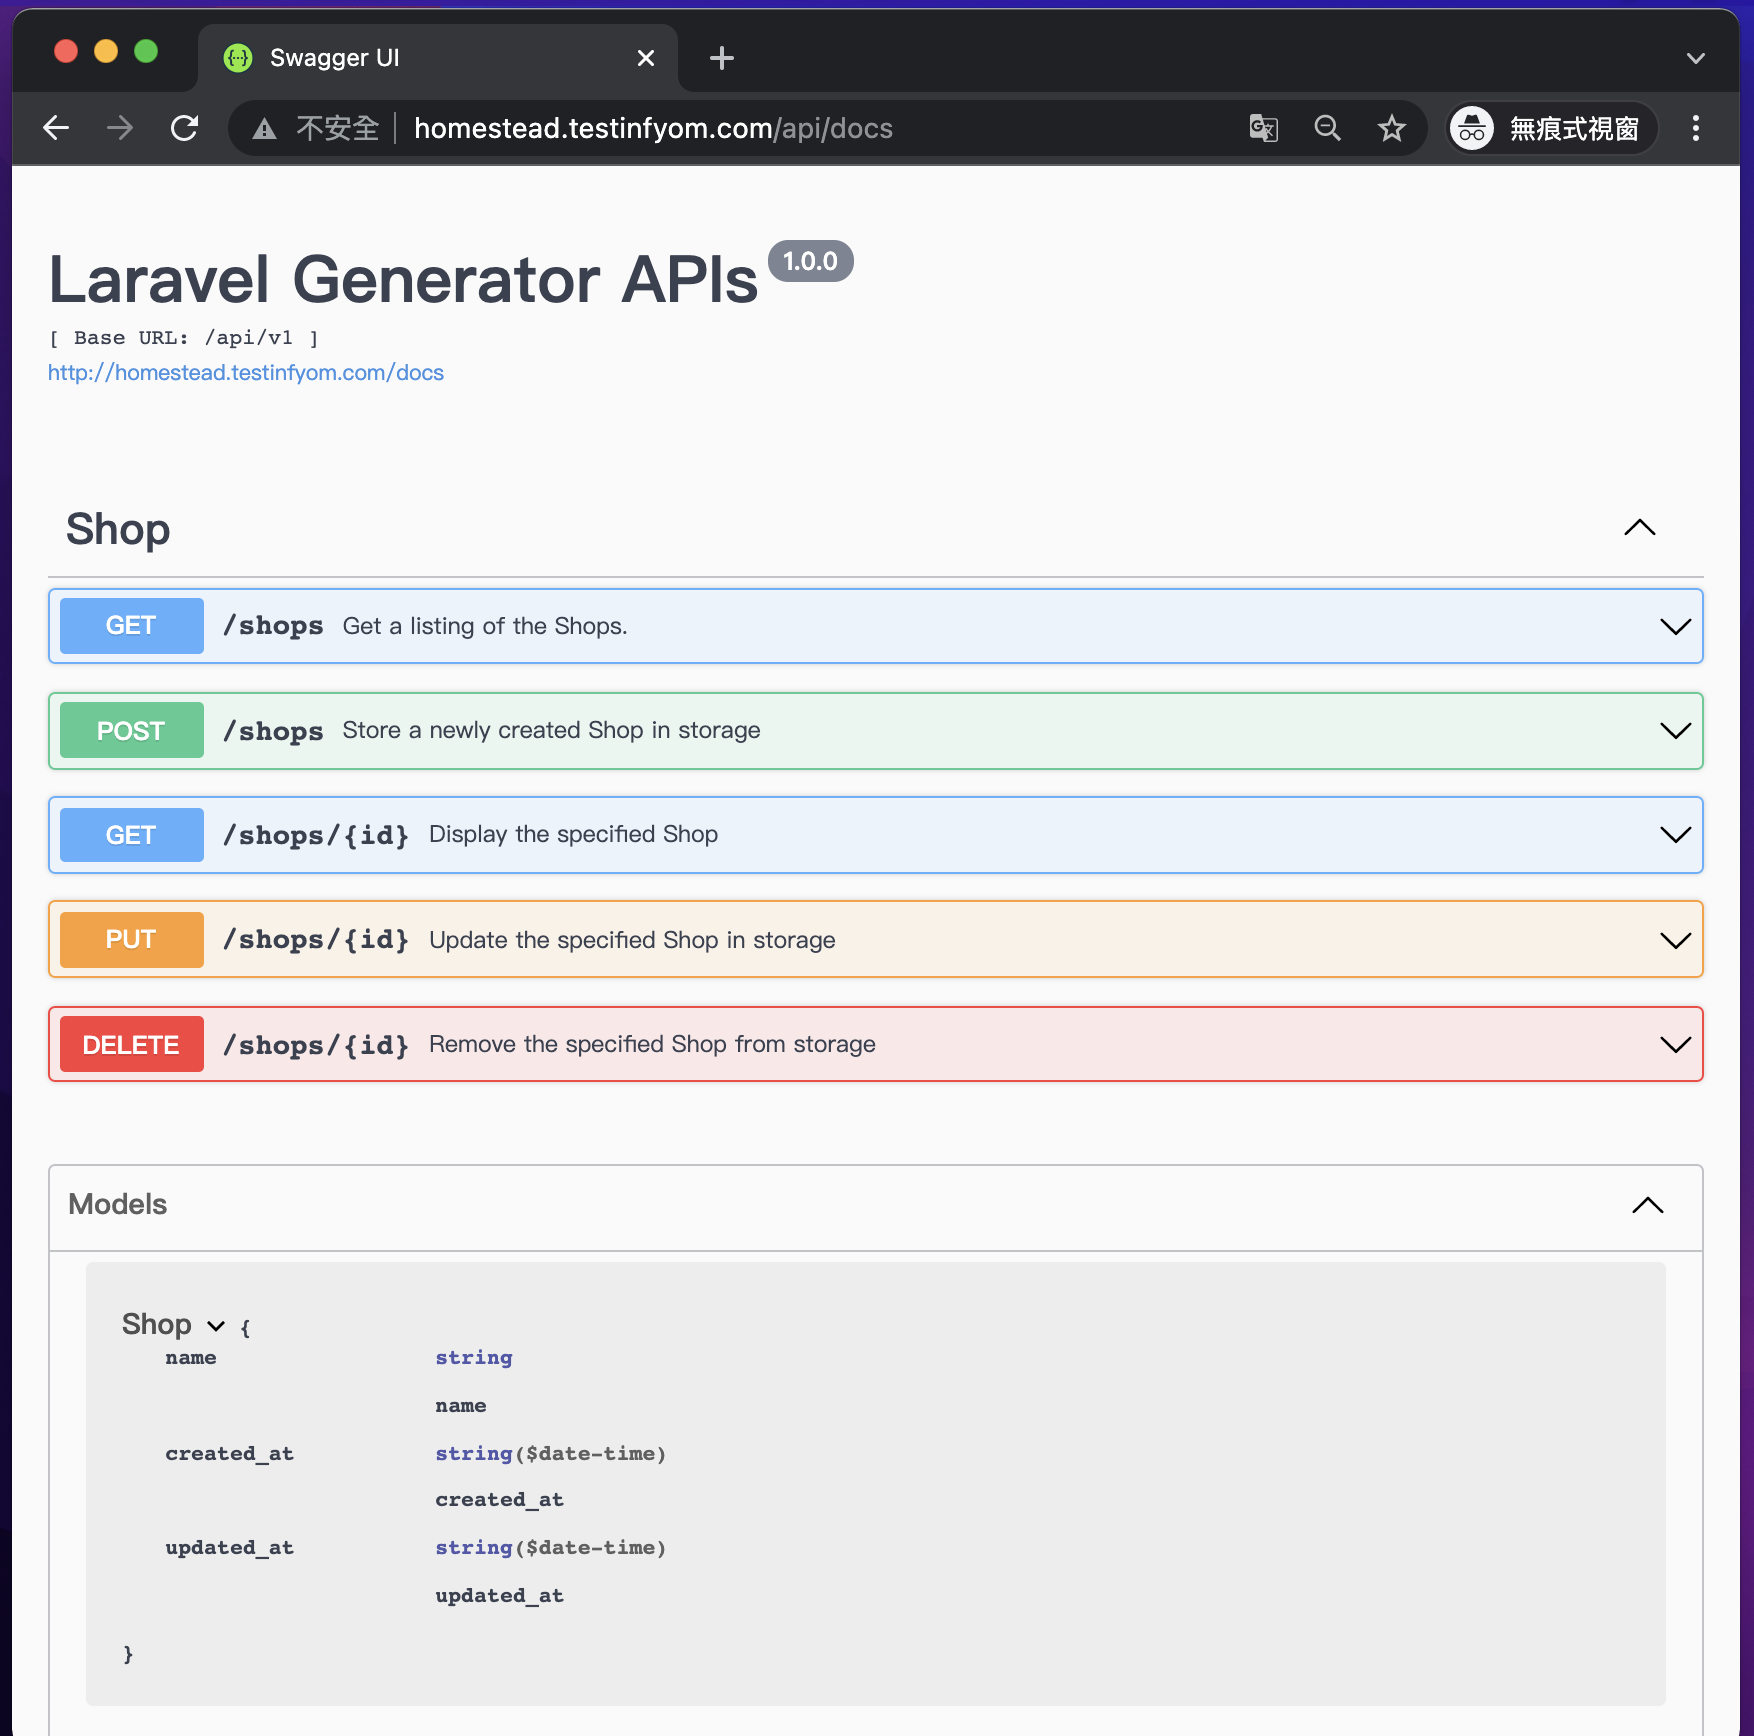 Swagger UI
不安全 homestead.testinfyom.com/api/docs 無痕式視窗
Laravel Generator APIs 1.0.0
[ Base URL: /api/v1 ]
http://homestead.testinfyom.com/docs
Shop
GET /shops Get a listing of the Shops.
POST /shops Store a newly created Shop in storage
GET /shops/{id} Display the specified Shop
PUT /shops/{id} Update the specified Shop in storage
DELETE /shops/{id} Remove the specified Shop from storage
Models
Shop {
name string
name
created_at string($date-time)
created_at
updated_at string($date-time)
updated_at
}